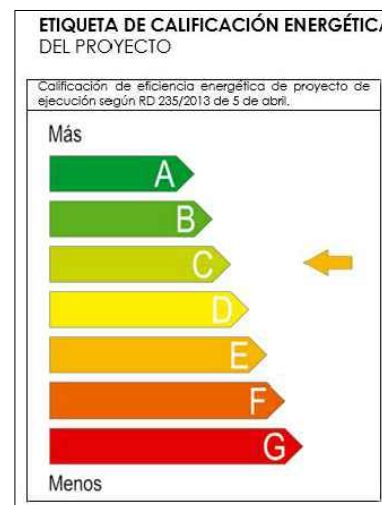 ETIQUETA DE CALIFICACIÓN ENERGÉTICA
DEL PROYECTO
Calificación de eficiencia energética de proyecto de
ejecución según RD 235/2013 de 5 de abril.
Más
A
B
C
D
E
F
G
Menos